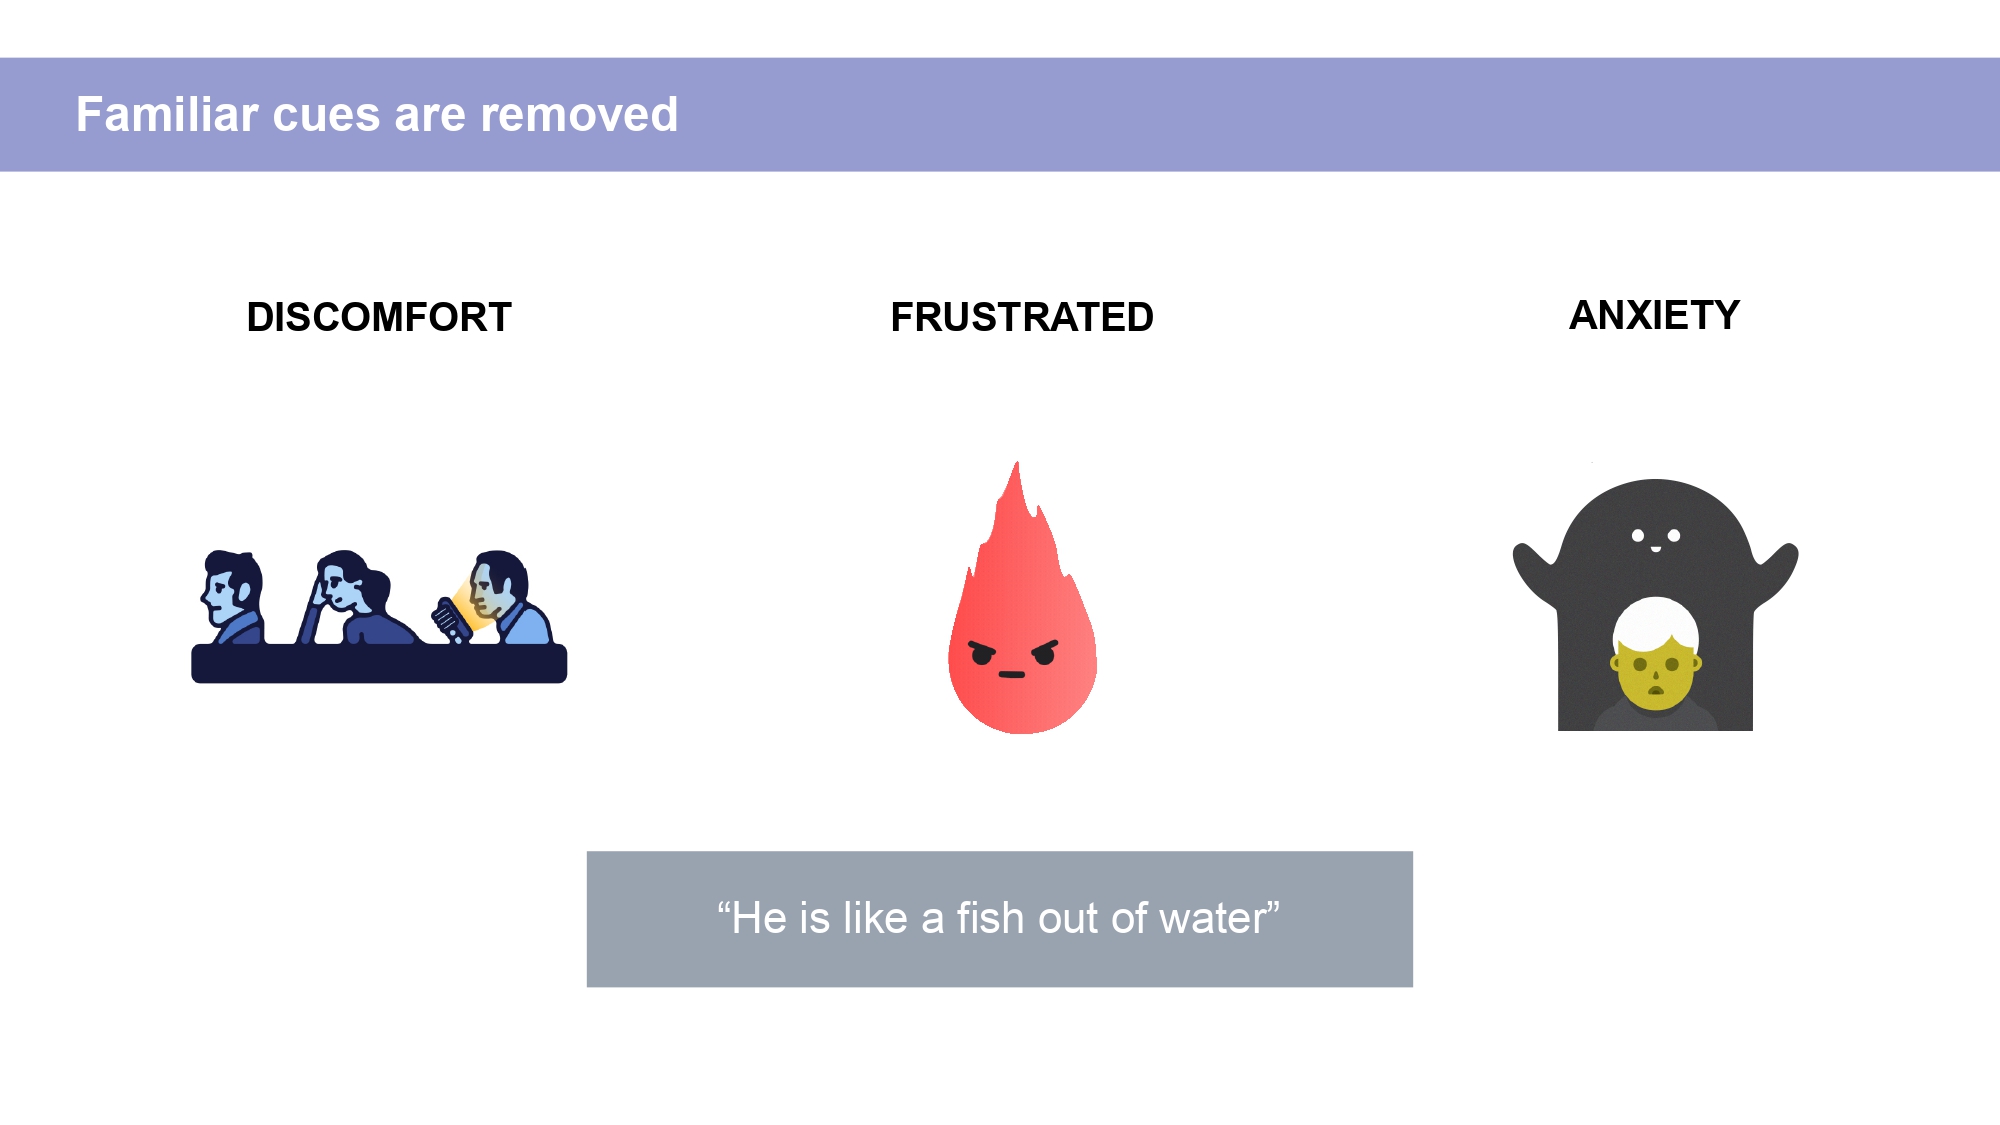 Familiar cues are removed
DISCOMFORT
FRUSTRATED
ANXIETY
“He is like a fish out of water”